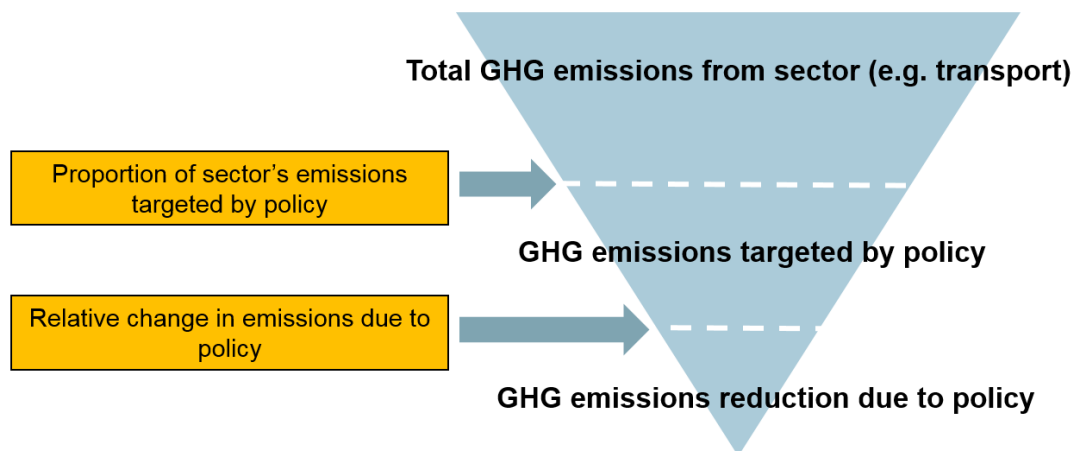 Total GHG emissions from sector (e.g. transport)
Proportion of sector’s emissions
targeted by policy
GHG emissions targeted by policy
Relative change in emissions due to
policy
GHG emissions reduction due to policy